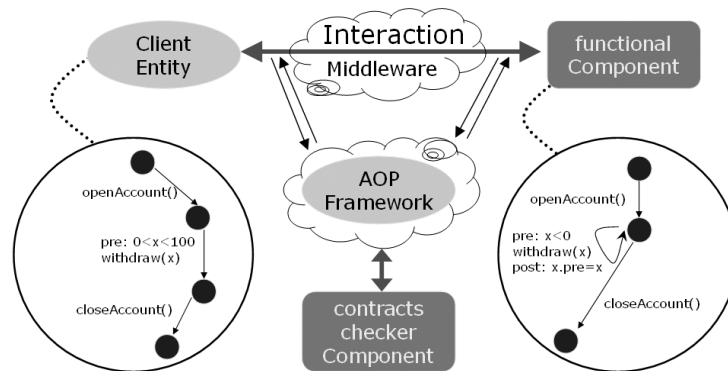 Client
Entity
Interaction
Middleware
functional
Component
AOP
Framework
contracts
checker
Component
openAccount()
pre: 0<x<100
withdraw(x)
closeAccount()
openAccount()
pre: x<0
withdraw(x)
post: x.pre=x
closeAccount()